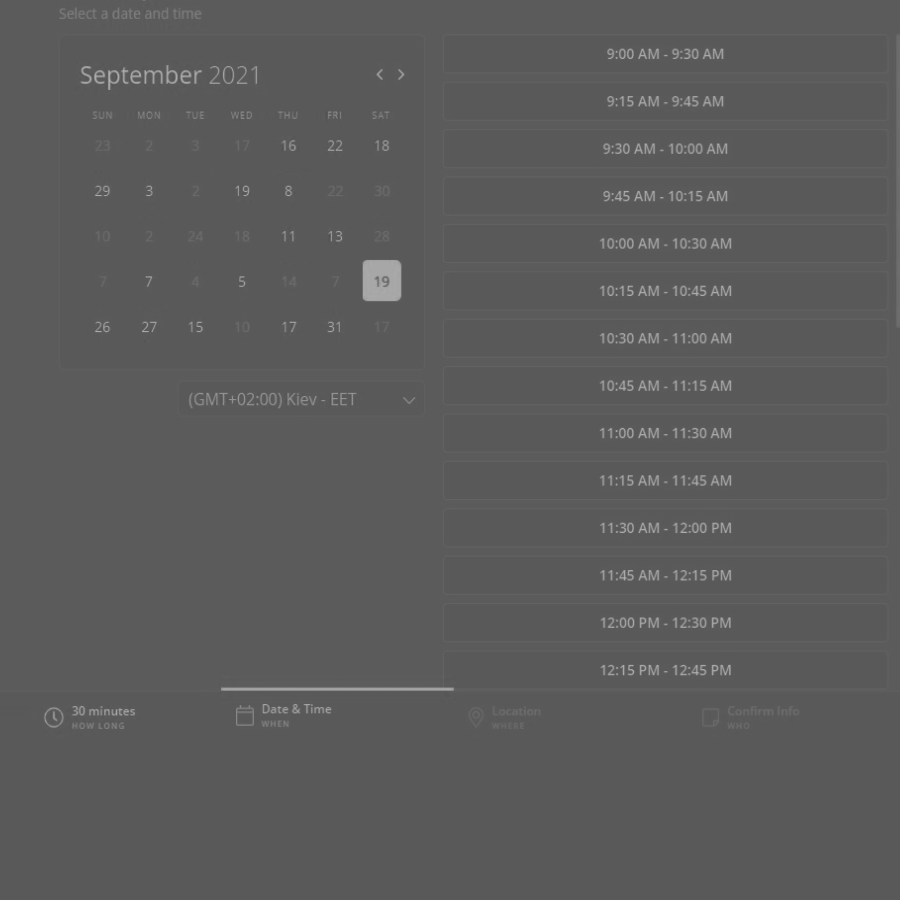 Select a date and time
September 2021
SUN MON TUE WED THU FRI SAT
23 2 3 17 16 22 18
29 3 2 19 8 22 30
10 2 24 18 11 13 28
7 7 4 5 14 7 19
26 27 15 10 17 31 17
(GMT+02:00) Kiev - EET
9:00 AM - 9:30 AM
9:15 AM - 9:45 AM
9:30 AM - 10:00 AM
9:45 AM - 10:15 AM
10:00 AM - 10:30 AM
10:15 AM - 10:45 AM
10:30 AM - 11:00 AM
10:45 AM - 11:15 AM
11:00 AM - 11:30 AM
11:15 AM - 11:45 AM
11:30 AM - 12:00 PM
11:45 AM - 12:15 PM
12:00 PM - 12:30 PM
12:15 PM - 12:45 PM
30 minutes
HOW LONG
Date & Time
WHEN
Location
WHERE
Confirm Info
WHO